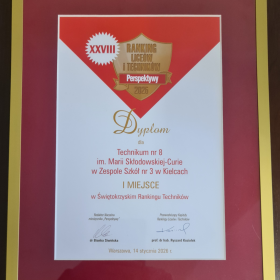 XXVIII
RANKING
LICEÓW
I TECHNIKÓW
Perspektywy
2026
Dyplom
dla
Technikum nr 8
im. Marii Skłodowskiej-Curie
w Zespole Szkół nr 3 w Kielcach
I MIEJSCE
w Świętokrzyskim Rankingu Techników
Warszawa, 14 stycznia 2026 r.